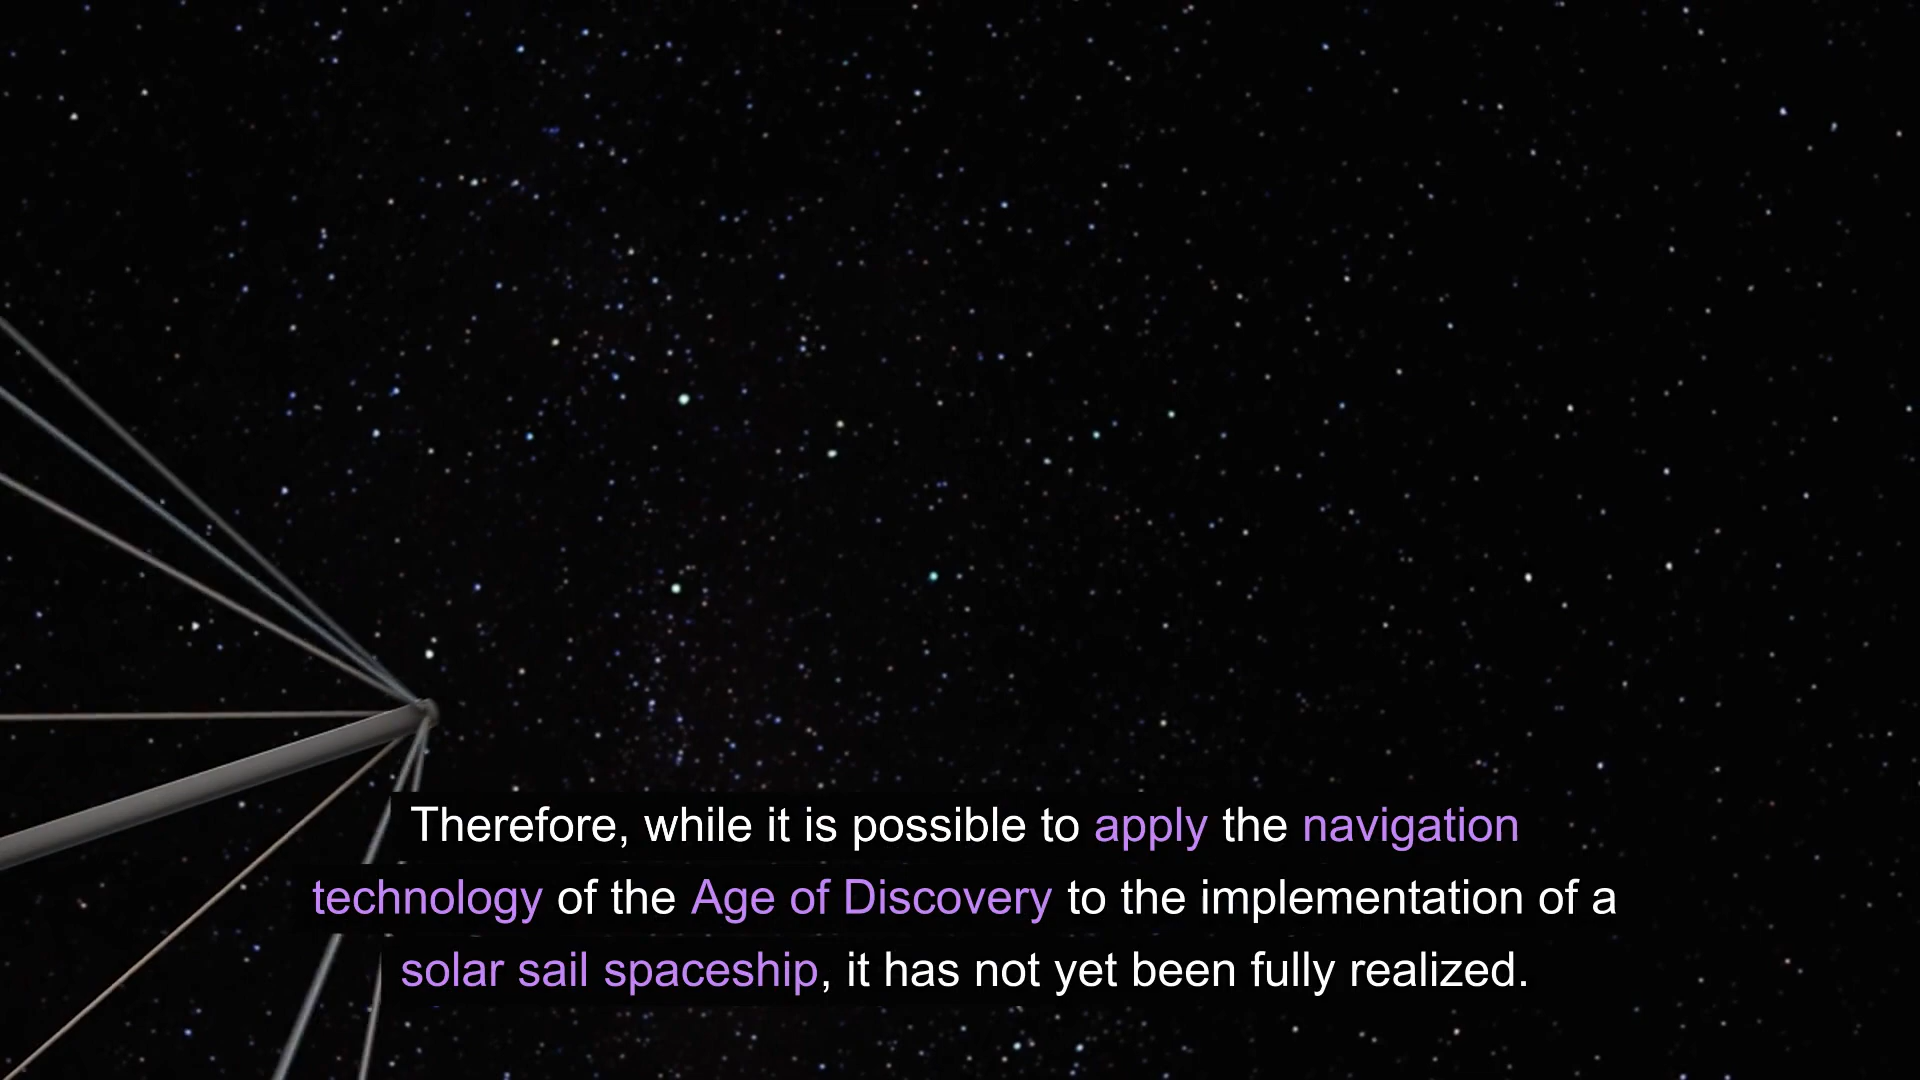 Therefore, while it is possible to apply the navigation
technology of the Age of Discovery to the implementation of a
solar sail spaceship, it has not yet been fully realized.